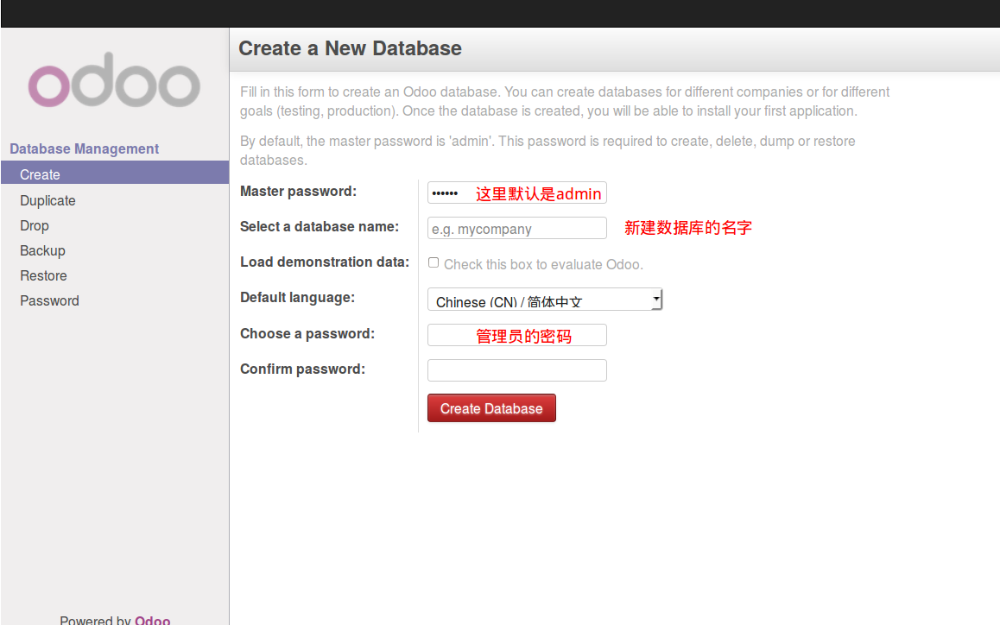 odoo
Database Management
Create
Duplicate
Drop
Backup
Restore
Password
Powered by Odoo
Create a New Database
Fill in this form to create an Odoo database. You can create databases for different companies or for different
goals (testing, production). Once the database is created, you will be able to install your first application.
By default, the master password is 'admin'. This password is required to create, delete, dump or restore
databases.
Master password: •••••• 这里默认是admin
Select a database name: e.g. mycompany 新建数据库的名字
Load demonstration data: Check this box to evaluate Odoo.
Default language: Chinese (CN) / 简体中文
Choose a password: 管理员的密码
Confirm password:
Create Database